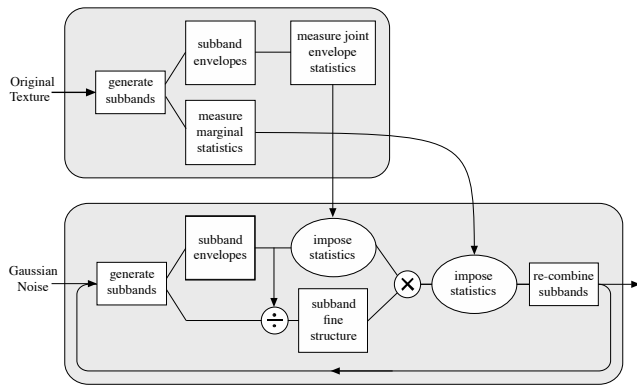 Original
Texture
generate
subbands
subband
envelopes
measure joint
envelope
statistics
measure
marginal
statistics
Gaussian
Noise
generate
subbands
subband
envelopes
impose
statistics
÷
subband
fine
structure
×
impose
statistics
re-combine
subbands